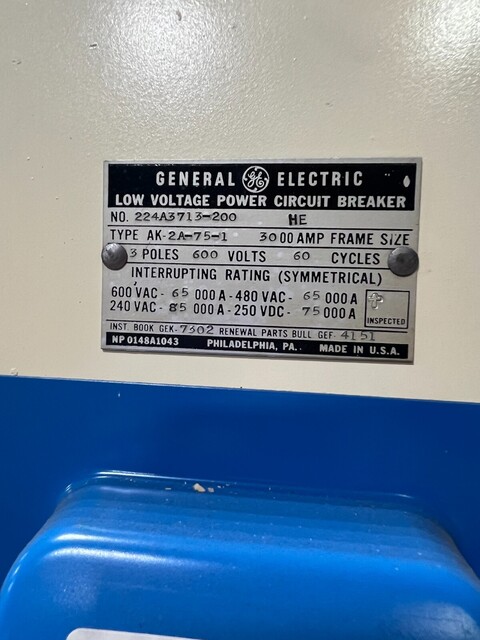 GENERAL GE ELECTRIC
LOW VOLTAGE POWER CIRCUIT BREAKER
NO. 224A3713-200 HE
TYPE AK-2A-75-1 3000 AMP FRAME SIZE
3 POLES 600 VOLTS 60 CYCLES
INTERRUPTING RATING (SYMMETRICAL)
600 VAC - 65 000 A - 480 VAC - 65 000 A
240 VAC - 85 000 A - 250 VDC - 75 000 A
INSPECTED
INST. BOOK GEK-7302 RENEWAL PARTS BULL GEF- 4151
NP 0148A1043 PHILADELPHIA, PA. MADE IN U.S.A.